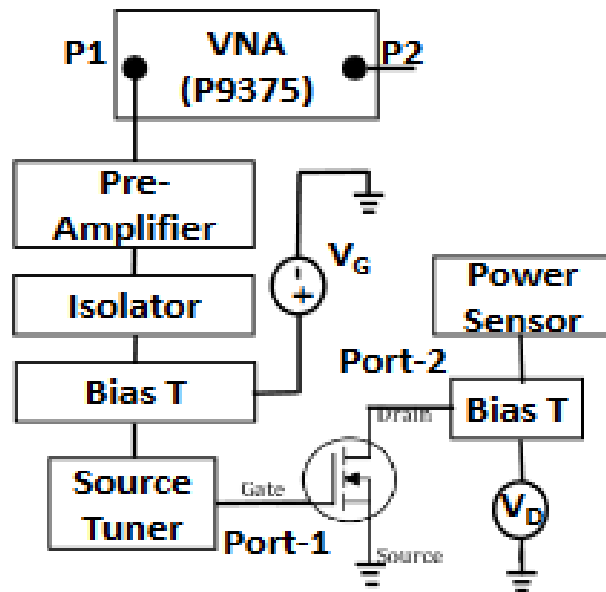 P1
VNA
(P9375)
P2
Pre-
Amplifier
Isolator
Bias T
Source
Tuner
-
+
VG
Power
Sensor
Port-2
Bias T
Drain
Gate
Port-1
Source
VD